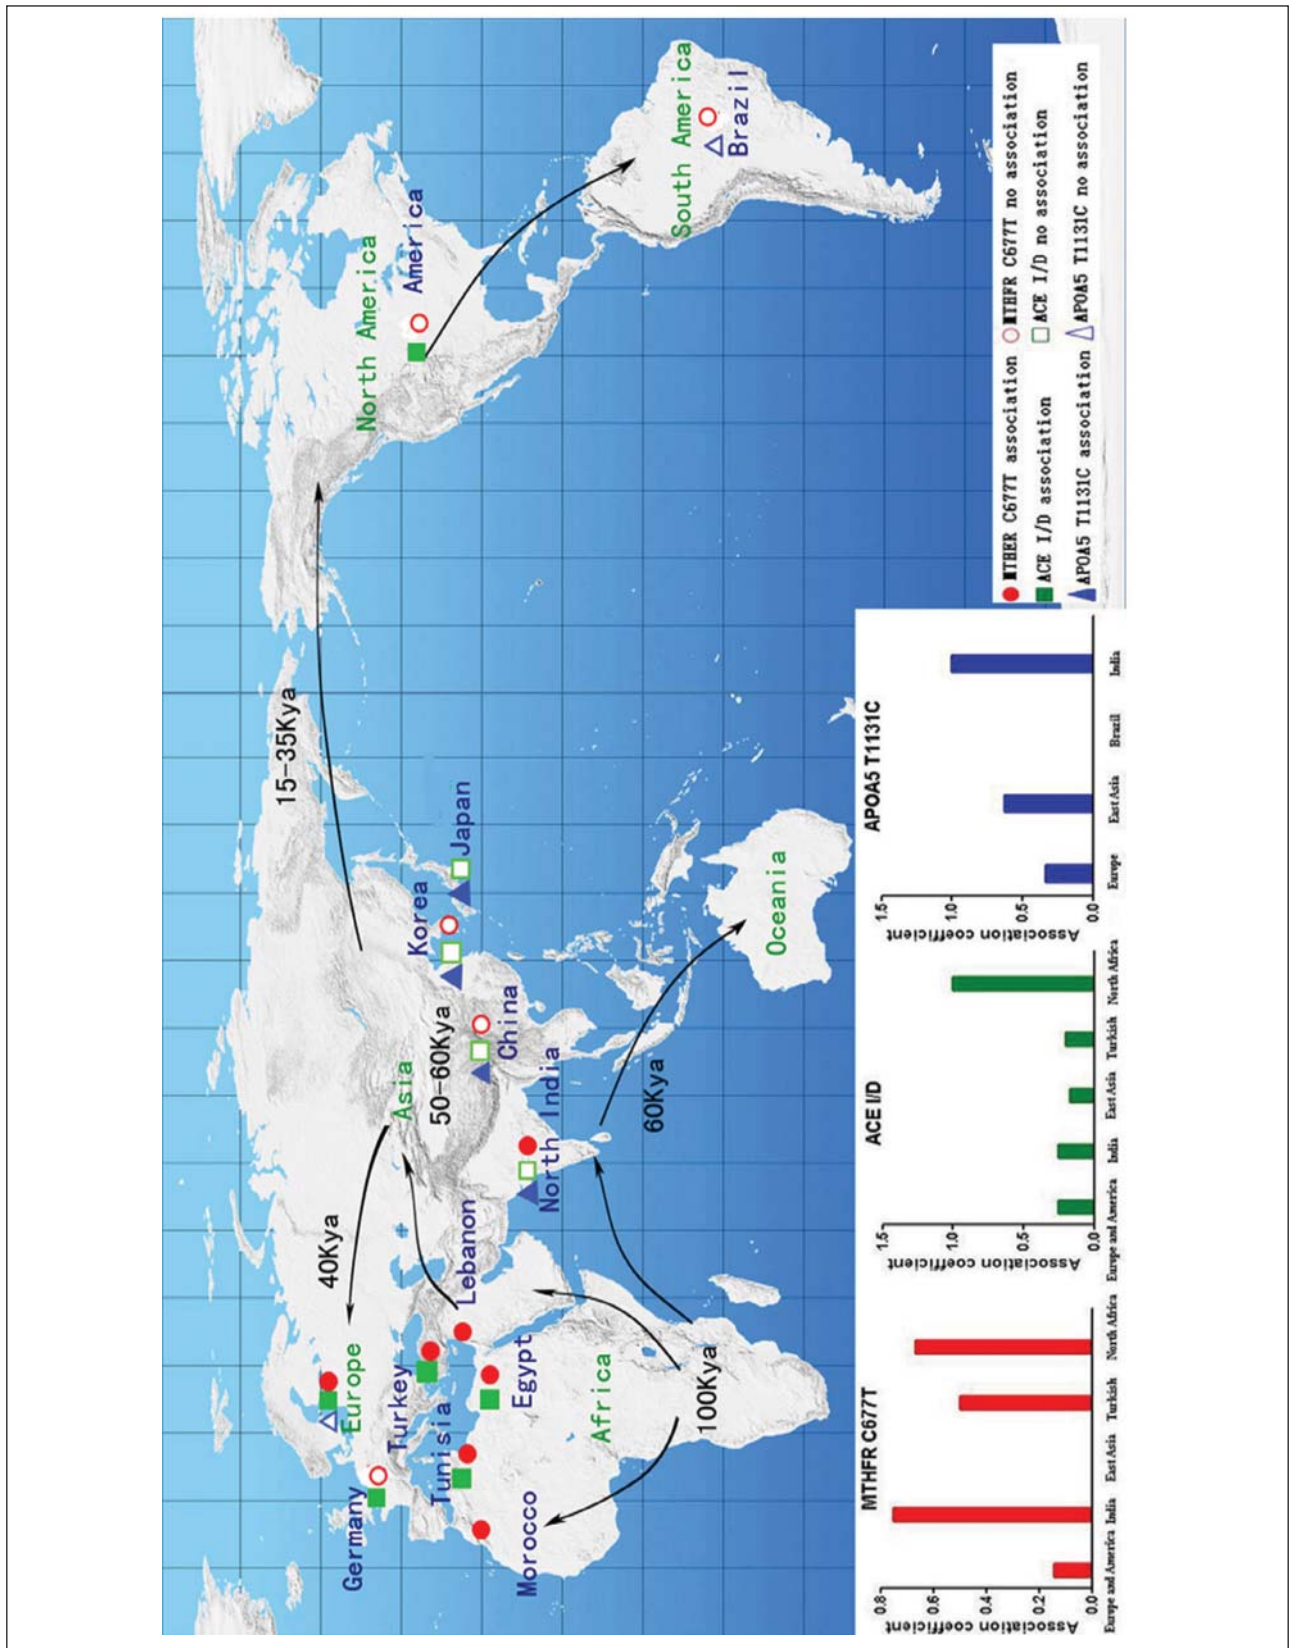 North America
America
South America
Brazil
15-35Kya
40Kya
Europe
Germany
Turkey
Tunisia
Morocco
Egypt
Lebanon
Africa
100Kya
Asia
50-60Kya
North India
China
Korea
Japan
60Kya
Oceania
MTHER C677T association
MTHFR C677T no association
ACE I/D association
ACE I/D no association
APOA5 T1131C association
APOA5 T1131C no association
MTHFR C677T
Association coefficient
0.8
0.6
0.4
0.2
0.0
Europe and America
India
East Asia
Turkish
North Africa
ACE I/D
Association coefficient
1.5
1.0
0.5
0.0
Europe and America
India
East Asia
Turkish
North Africa
APOA5 T1131C
Association coefficient
1.5
1.0
0.5
0.0
Europe
East Asia
Brazil
India